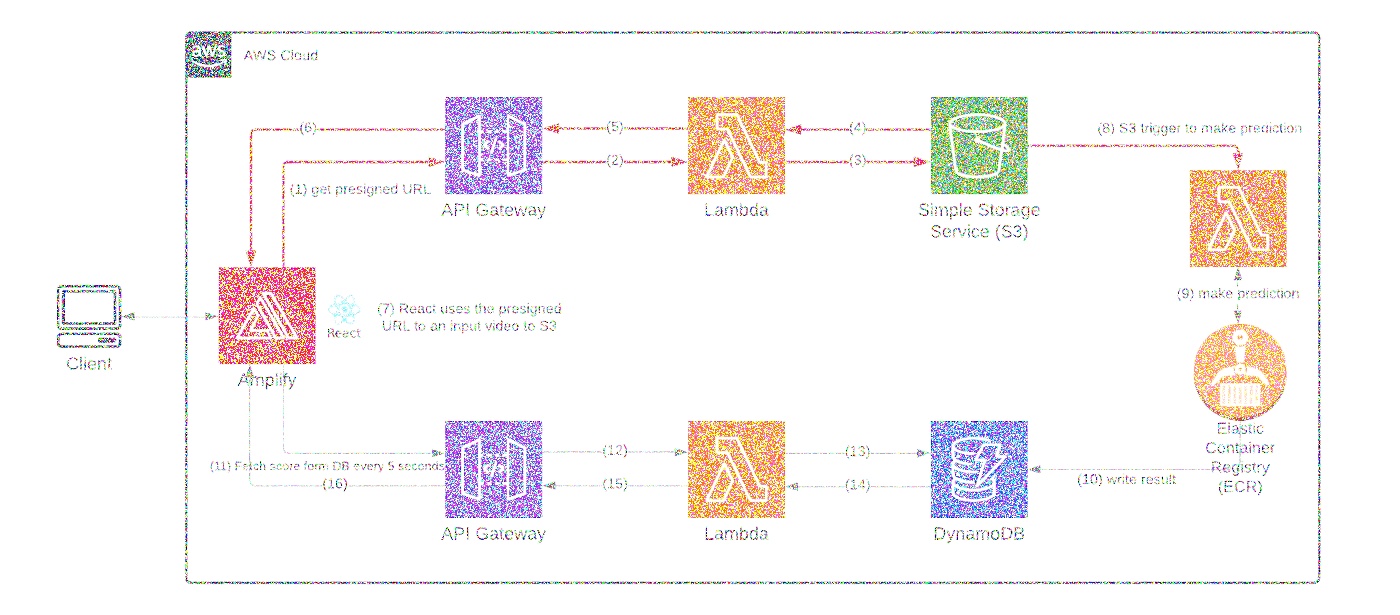 aws
AWS Cloud
(6)
(5)
(4)
(8) S3 trigger to make prediction
(2)
(3)
(1) get presigned URL
API Gateway
Lambda
Simple Storage
Service (S3)
(9) make prediction
(7) React uses the presigned
URL to an input video to S3
React
Client
Amplify
Elastic
Container
Registry
(ECR)
(12)
(13)
(11) Fetch score form DB every 5 seconds
(10) write result
(16)
(15)
(14)
API Gateway
Lambda
DynamoDB